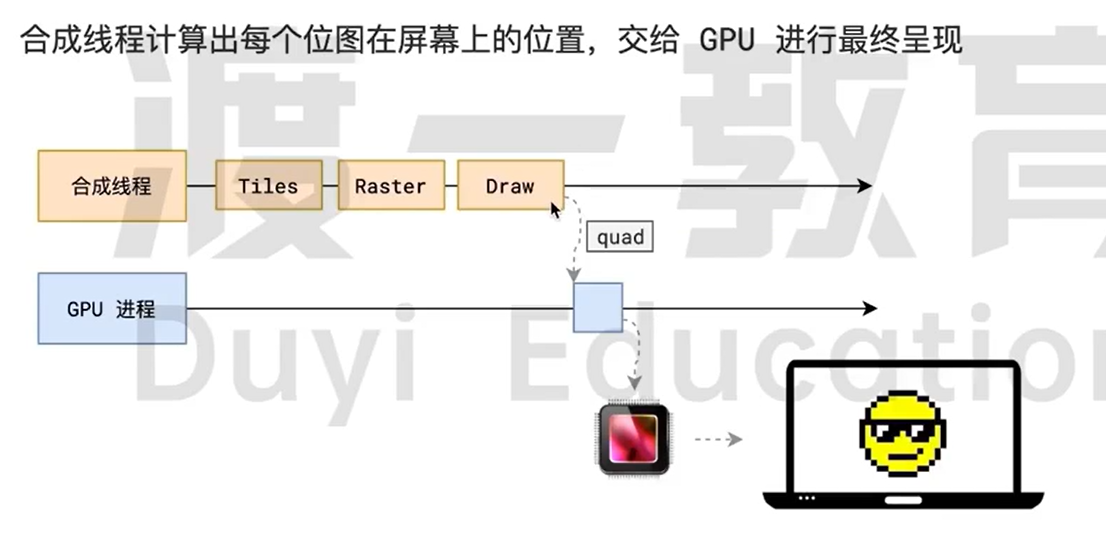 合成线程计算出每个位图在屏幕上的位置，交给 GPU 进行最终呈现
渡一教育
合成线程
Tiles
Raster
Draw
quad
GPU 进程
Duyi Education